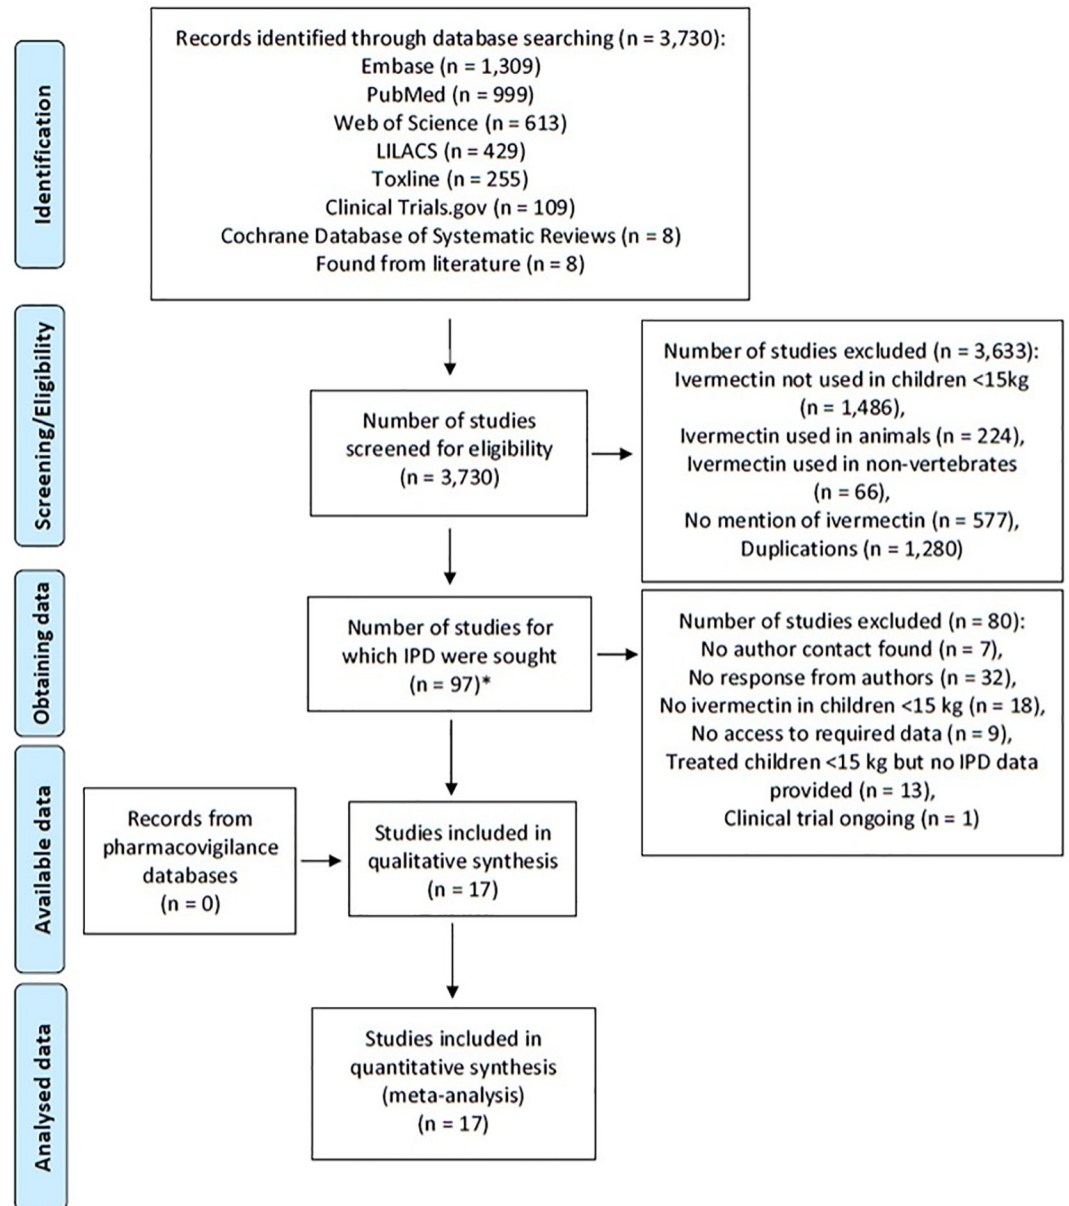 Identification
Records identified through database searching (n = 3,730):
Embase (n = 1,309)
PubMed (n = 999)
Web of Science (n = 613)
LILACS (n = 429)
Toxline (n = 255)
Clinical Trials.gov (n = 109)
Cochrane Database of Systematic Reviews (n = 8)
Found from literature (n = 8)
Screening/Eligibility
Number of studies
screened for eligibility
(n = 3,730)
Number of studies excluded (n = 3,633):
Ivermectin not used in children <15kg
(n = 1,486),
Ivermectin used in animals (n = 224),
Ivermectin used in non-vertebrates
(n = 66),
No mention of ivermectin (n = 577),
Duplications (n = 1,280)
Obtaining data
Number of studies for
which IPD were sought
(n = 97)*
Number of studies excluded (n = 80):
No author contact found (n = 7),
No response from authors (n = 32),
No ivermectin in children <15 kg (n = 18),
No access to required data (n = 9),
Treated children <15 kg but no IPD data
provided (n = 13),
Clinical trial ongoing (n = 1)
Available data
Records from
pharmacovigilance
databases
(n = 0)
Studies included in
qualitative synthesis
(n = 17)
Analysed data
Studies included in
quantitative synthesis
(meta-analysis)
(n = 17)